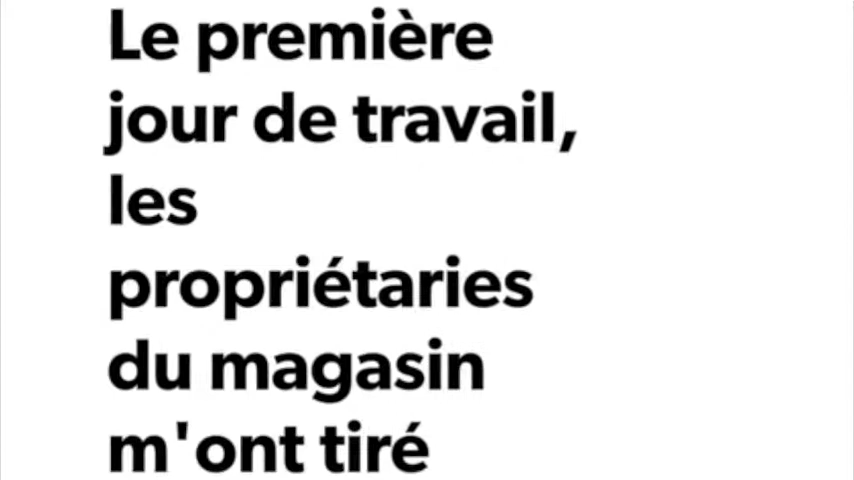 Le première
jour de travail,
les
propriétaries
du magasin
m'ont tiré